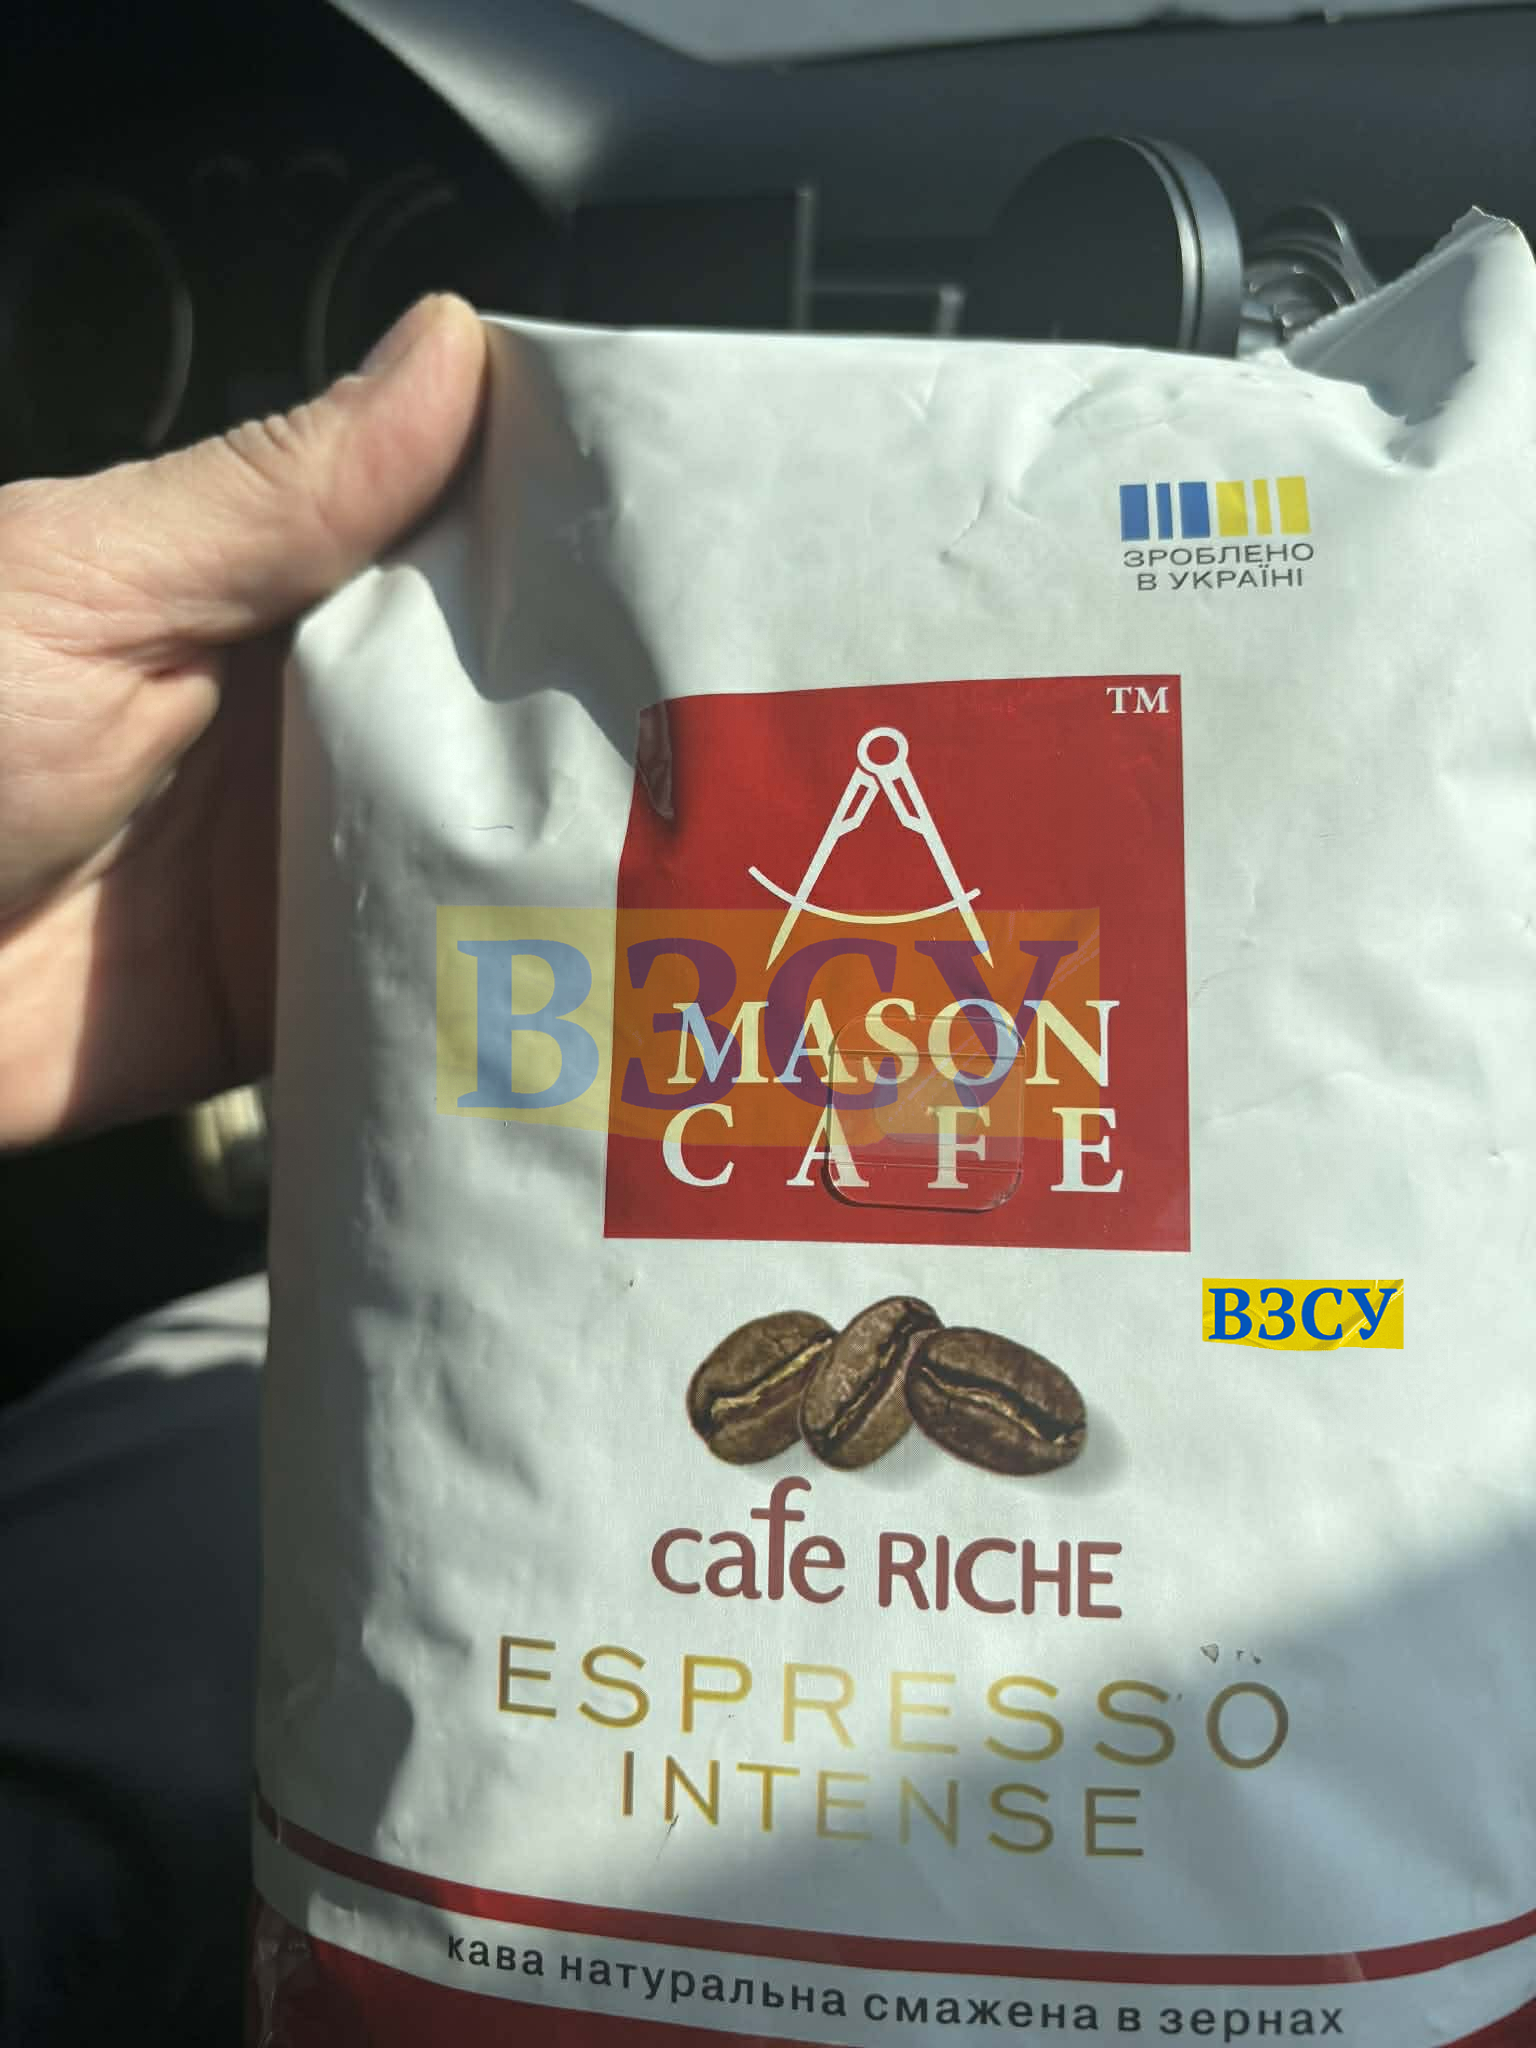 ЗРОБЛЕНО
В УКРАЇНІ
TM
ВЗСУ
MASON
CAFE
ВЗСУ
cafe RICHE
ESPRESSO
INTENSE
кава натуральна смажена в зернах